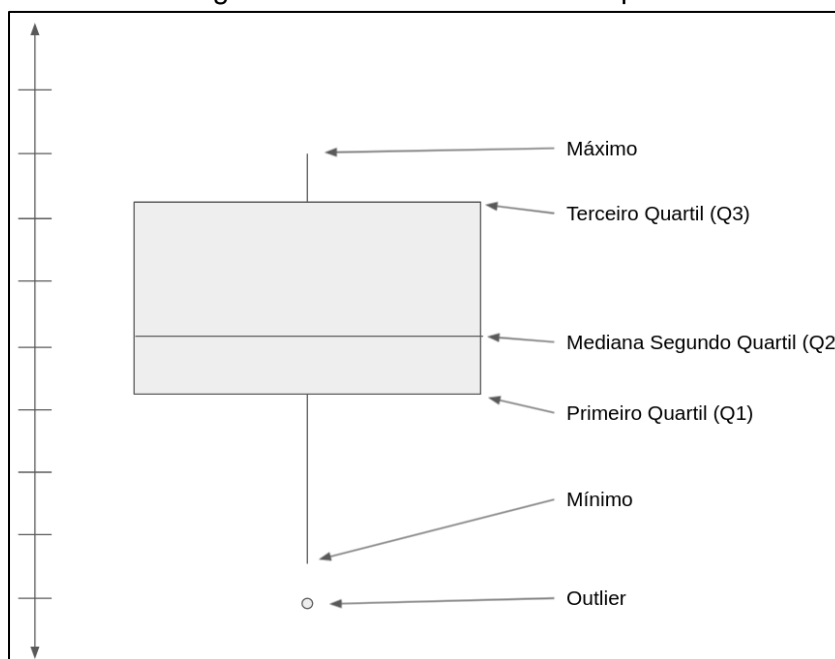 Máximo
Terceiro Quartil (Q3)
Mediana Segundo Quartil (Q2
Primeiro Quartil (Q1)
Mínimo
Outlier